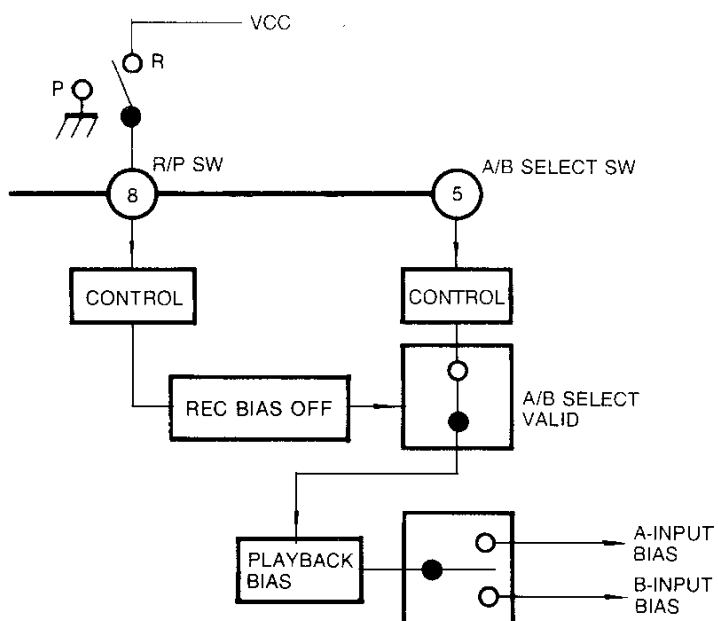 VCC
R
P
R/P SW
8
A/B SELECT SW
5
CONTROL
CONTROL
REC BIAS OFF
A/B SELECT
VALID
PLAYBACK
BIAS
A-INPUT
BIAS
B-INPUT
BIAS